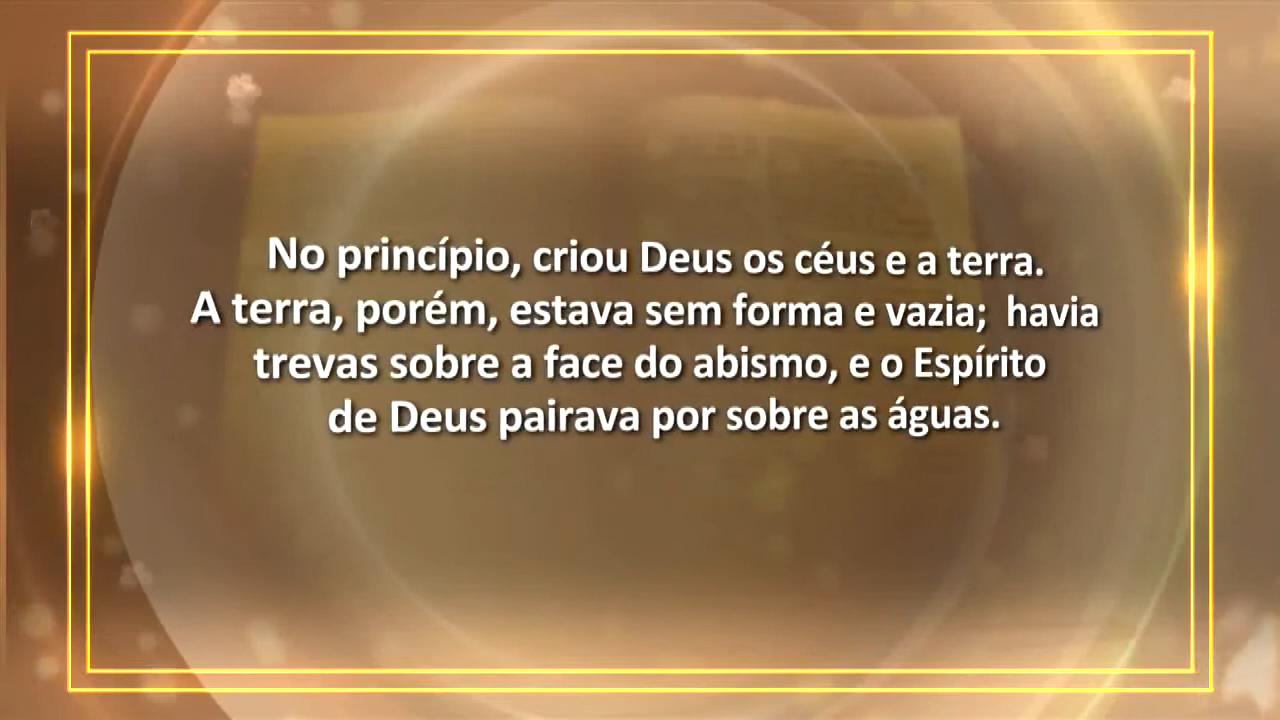 No princípio, criou Deus os céus e a terra.
A terra, porém, estava sem forma e vazia; havia
trevas sobre a face do abismo, e o Espírito
de Deus pairava por sobre as águas.